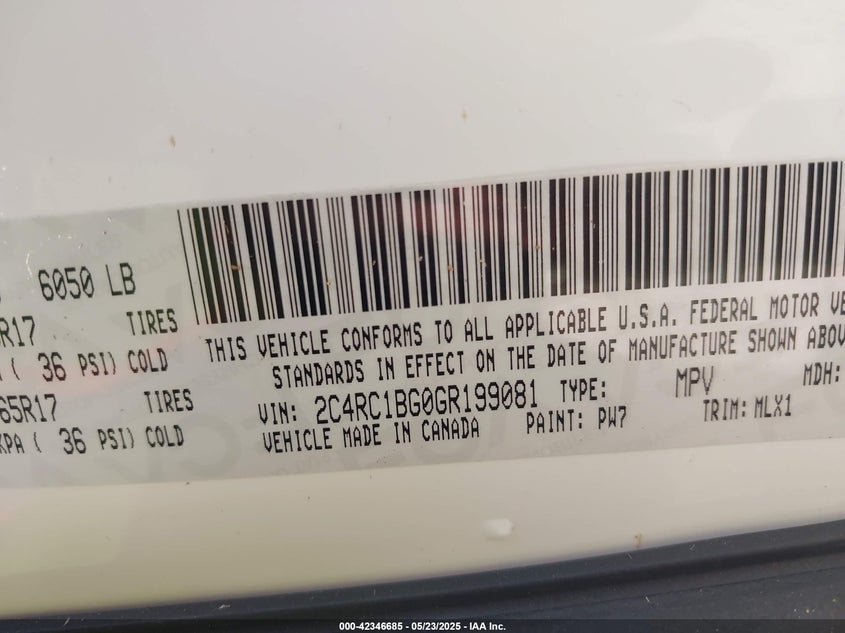 6050 LB
R17 TIRES
( 36 PSI) COLD
65R17 TIRES
KPA ( 36 PSI) COLD
THIS VEHICLE CONFORMS TO ALL APPLICABLE U.S.A. FEDERAL MOTOR VE
STANDARDS IN EFFECT ON THE DATE OF MANUFACTURE SHOWN ABOV
VIN: 2C4RC1BG0GR199081 TYPE: MPV MDH:
VEHICLE MADE IN CANADA PAINT: PW7 TRIM: MLX1
000-42346685 - 05/23/2025 - IAA Inc.